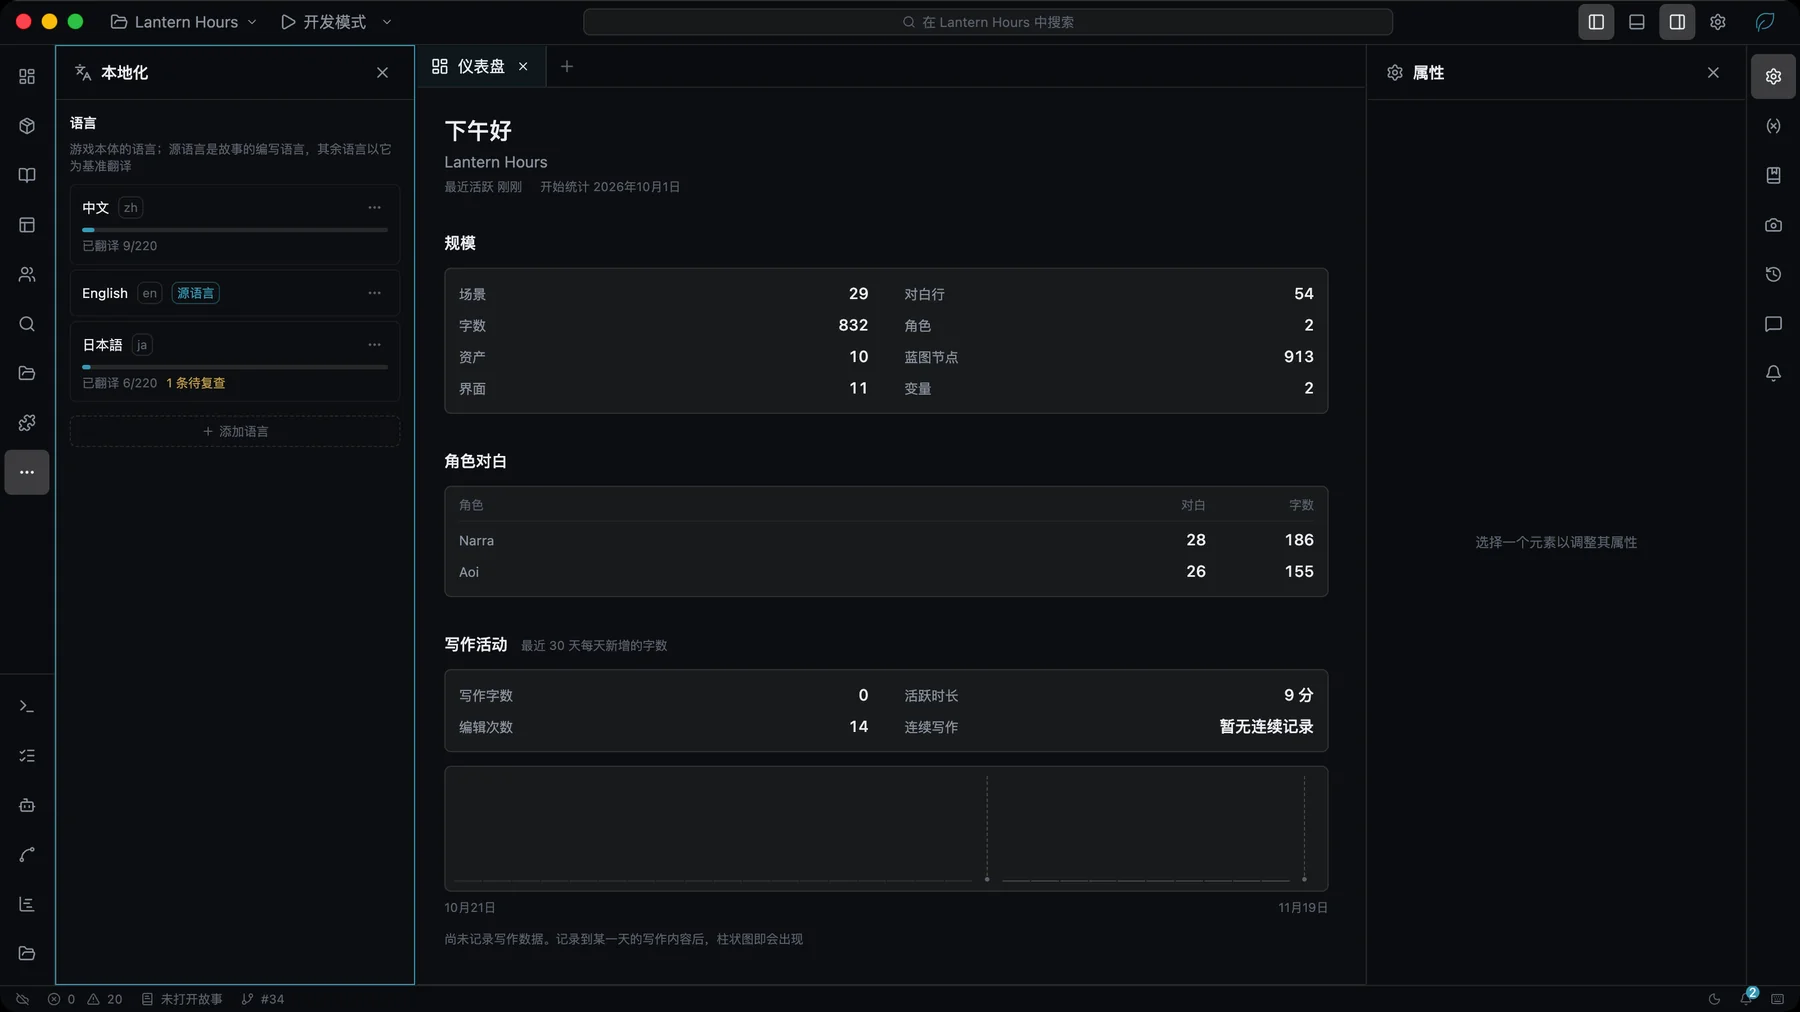 Lantern Hours
开发模式
在 Lantern Hours 中搜索
本地化
语言
游戏本体的语言；源语言是故事的编写语言，其余语言以它
为基准翻译
中文 zh
已翻译 9/220
English en 源语言
日本語 ja
已翻译 6/220 1 条待复查
+ 添加语言
仪表盘
下午好
Lantern Hours
最近活跃 刚刚 开始统计 2026年10月1日
规模
场景 29 对白行 54
字数 832 角色 2
资产 10 蓝图节点 913
界面 11 变量 2
角色对白
角色 对白 字数
Narra 28 186
Aoi 26 155
写作活动 最近 30 天每天新增的字数
写作字数 0 活跃时长 9 分
编辑次数 14 连续写作 暂无连续记录
10月21日 11月19日
尚未记录写作数据。记录到某一天的写作内容后，柱状图即会出现
属性
选择一个元素以调整其属性
0 20 未打开故事 #34
2